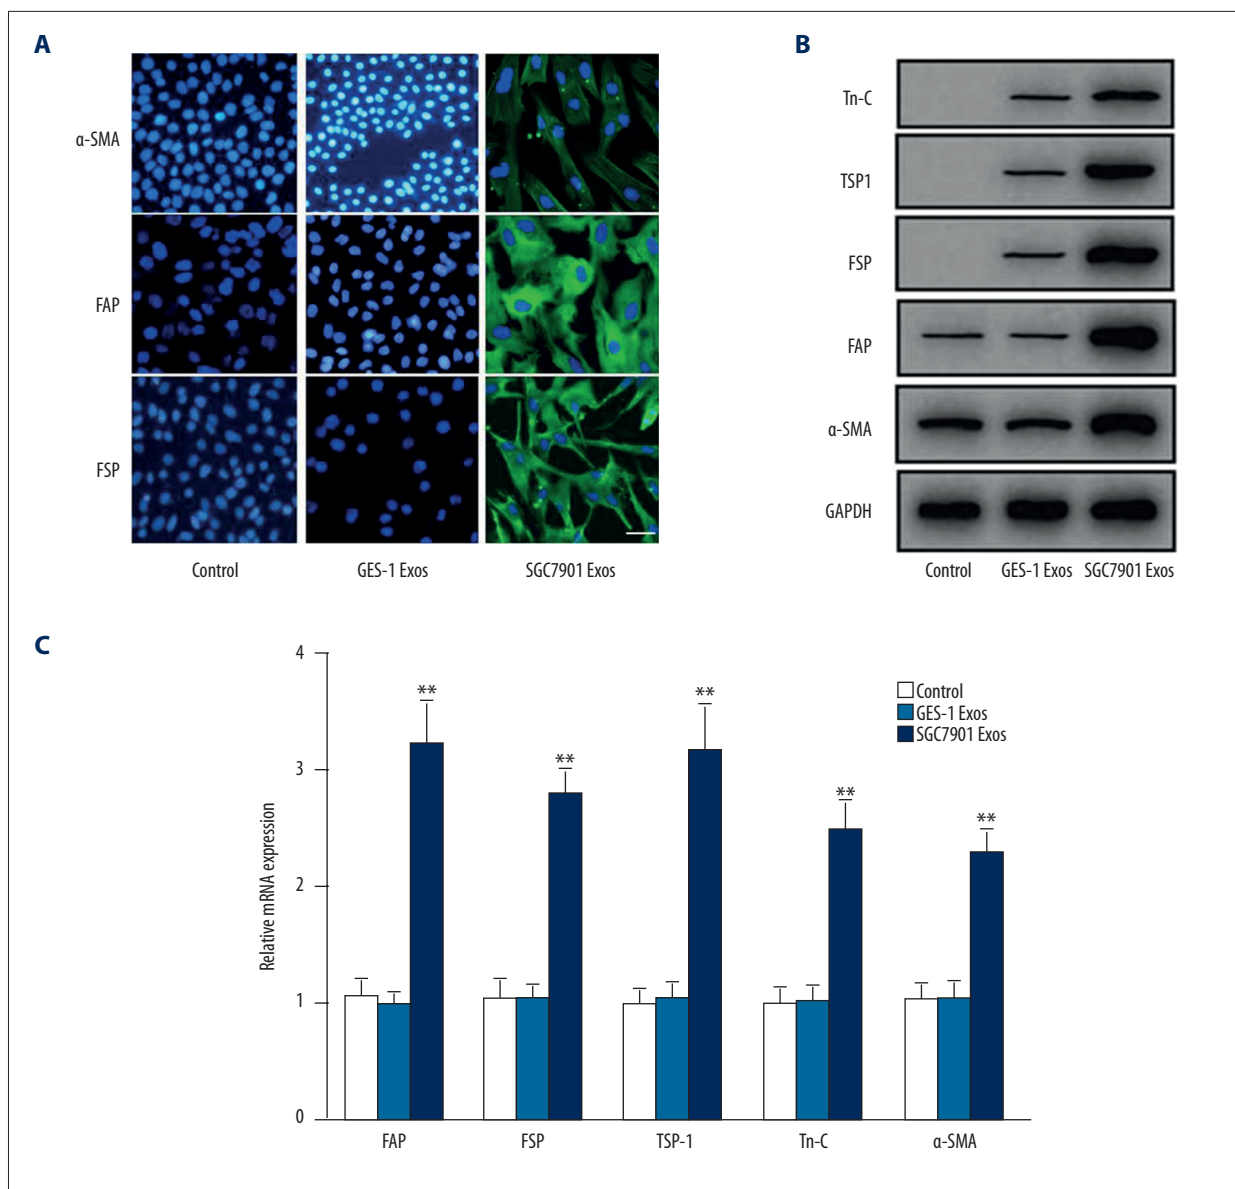 A
α-SMA
FAP
FSP
Control
GES-1 Exos
SGC7901 Exos
B
Tn-C
TSP1
FSP
FAP
α-SMA
GAPDH
Control
GES-1 Exos
SGC7901 Exos
C
Relative mRNA expression
4
3
2
1
0
**
**
**
**
**
Control
GES-1 Exos
SGC7901 Exos
FAP
FSP
TSP-1
Tn-C
α-SMA